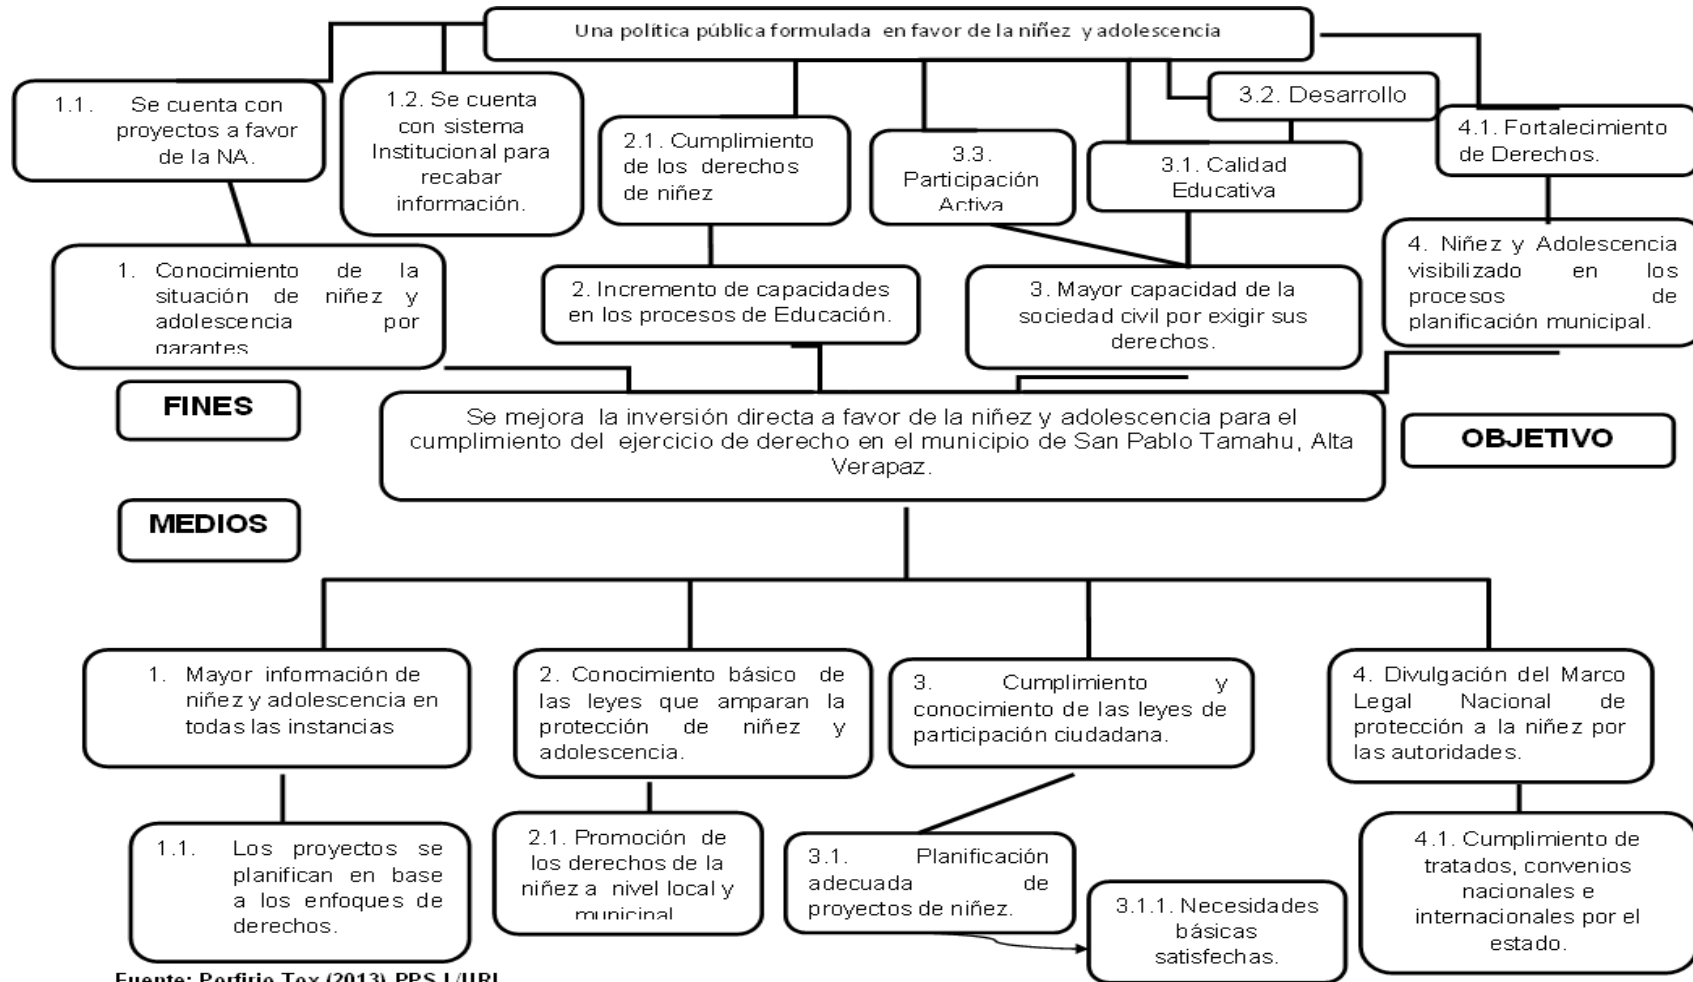 Una política pública formulada en favor de la niñez y adolescencia
1.1. Se cuenta con
proyectos a favor
de la NA.
1.2. Se cuenta
con sistema
Institucional para
recabar
información.
2.1. Cumplimiento
de los derechos
de niñez
3.3.
Participación
Activa
3.2. Desarrollo
3.1. Calidad
Educativa
4.1. Fortalecimiento
de Derechos.
1. Conocimiento de la
situación de niñez y
adolescencia por
garantes
2. Incremento de capacidades
en los procesos de Educación.
3. Mayor capacidad de la
sociedad civil por exigir sus
derechos.
4. Niñez y Adolescencia
visibilizado en los
procesos de
planificación municipal.
FINES
Se mejora la inversión directa a favor de la niñez y adolescencia para el
cumplimiento del ejercicio de derecho en el municipio de San Pablo Tamahu, Alta
Verapaz.
OBJETIVO
MEDIOS
1. Mayor información de
niñez y adolescencia en
todas las instancias
2. Conocimiento básico de
las leyes que amparan la
protección de niñez y
adolescencia.
3. Cumplimiento y
conocimiento de las leyes de
participación ciudadana.
4. Divulgación del Marco
Legal Nacional de
protección a la niñez por
las autoridades.
1.1. Los proyectos se
planifican en base
a los enfoques de
derechos.
2.1. Promoción de
los derechos de la
niñez a nivel local y
municipal
3.1. Planificación
adecuada de
proyectos de niñez.
3.1.1. Necesidades
básicas
satisfechas.
4.1. Cumplimiento de
tratados, convenios
nacionales e
internacionales por el
estado.
Fuente: Porfirio Tox (2013) PPS I /URL